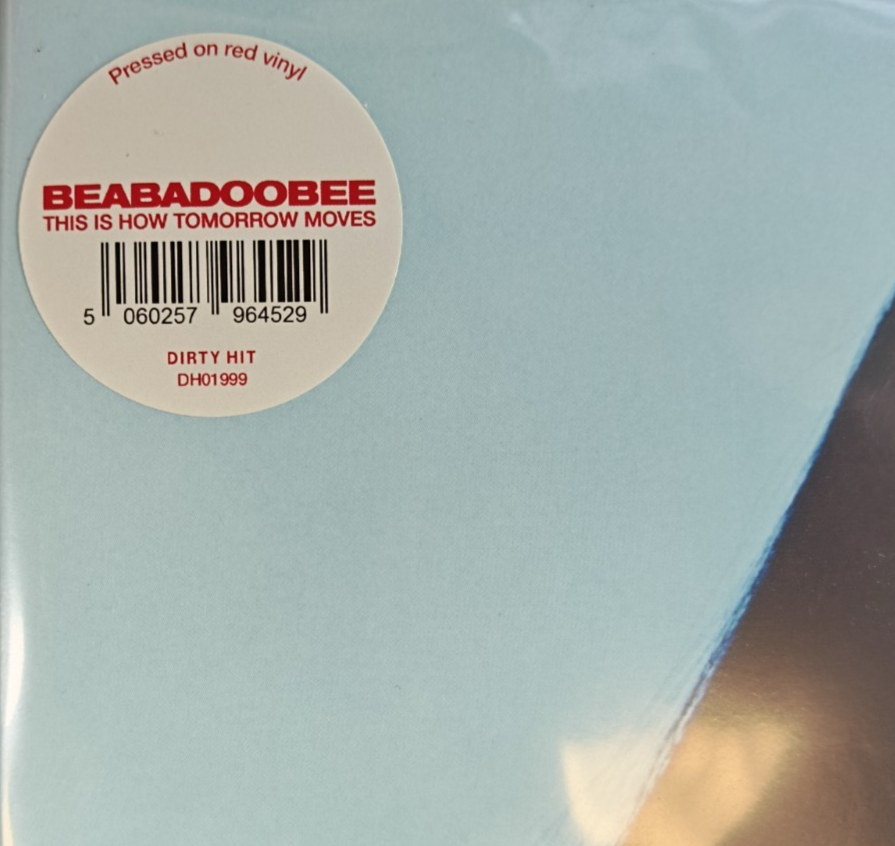 Pressed on red vinyl
BEABADOOBEE
THIS IS HOW TOMORROW MOVES
5 060257 964529
DIRTY HIT
DH01999